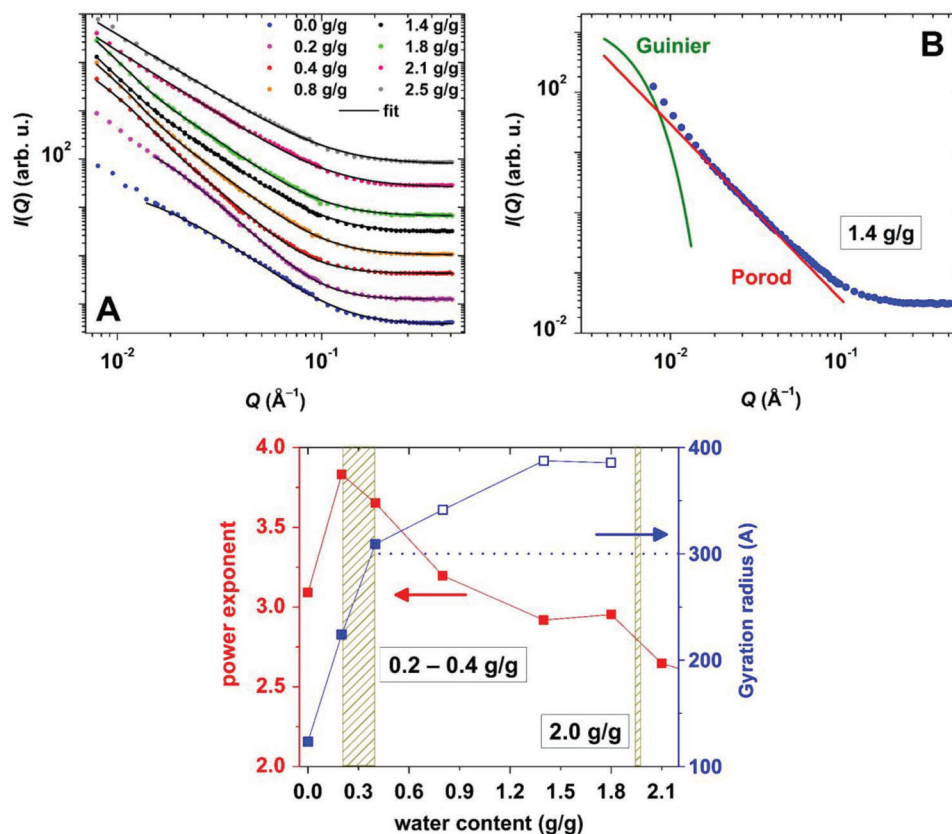 0.0 g/g 1.4 g/g
0.2 g/g 1.8 g/g
0.4 g/g 2.1 g/g
0.8 g/g 2.5 g/g
fit
10²
I(Q) (arb. u.)
A
10⁻² 10⁻¹
Q (Å⁻¹)
B
Guinier
10²
I(Q) (arb. u.)
1.4 g/g
Porod
10⁻²
10⁻² 10⁻¹
Q (Å⁻¹)
4.0 400
3.5
300
3.0
200
2.5
2.0 100
power exponent
Gyration radius (A)
0.2 – 0.4 g/g
2.0 g/g
0.0 0.3 0.6 0.9 1.2 1.5 1.8 2.1
water content (g/g)